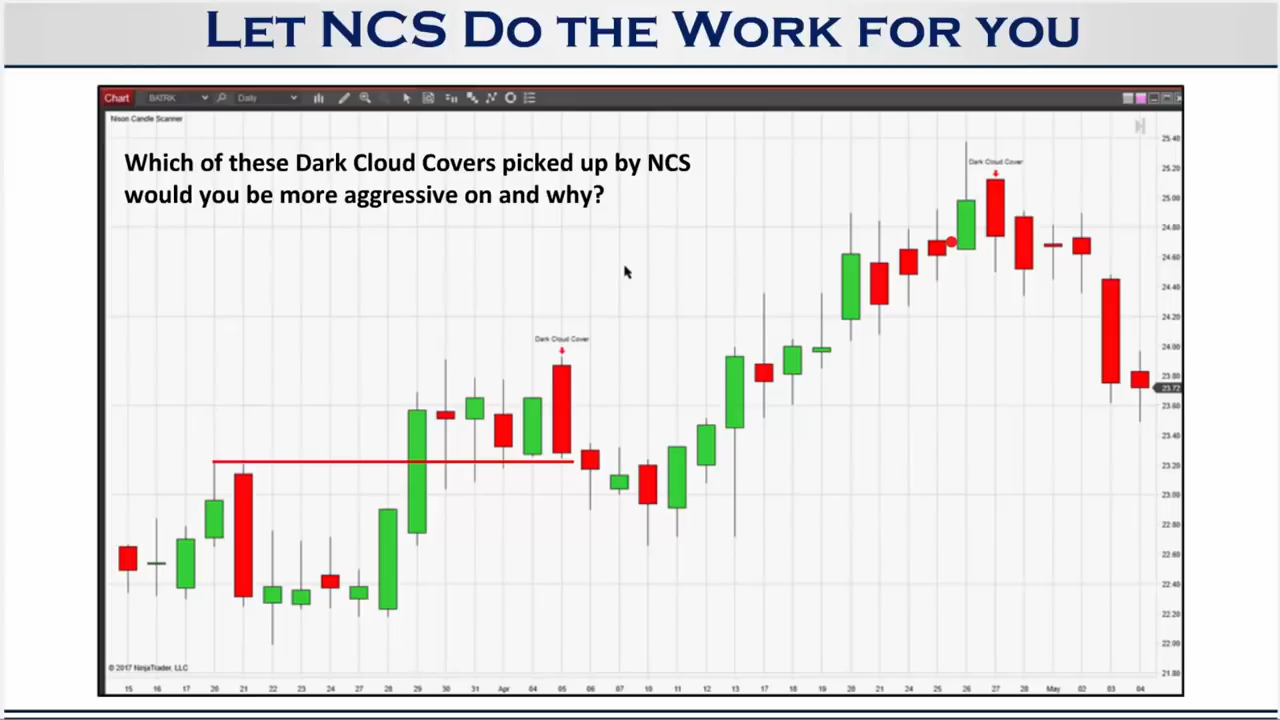 LET NCS DO THE WORK FOR YOU
Chart BATRK Daily
Nison Candle Scanner
Which of these Dark Cloud Covers picked up by NCS
would you be more aggressive on and why?
Dark Cloud Cover
Dark Cloud Cover
25.40
25.20
25.00
24.80
24.60
24.40
24.20
24.00
23.80
23.72
23.60
23.40
23.20
23.00
22.80
22.60
22.40
22.20
22.00
21.80
© 2017 NinjaTrader, LLC
15 16 17 20 21 22 23 24 27 28 29 30 31 Apr 04 05 06 07 10 11 12 13 17 18 19 20 21 24 25 26 27 28 May 02 03 04